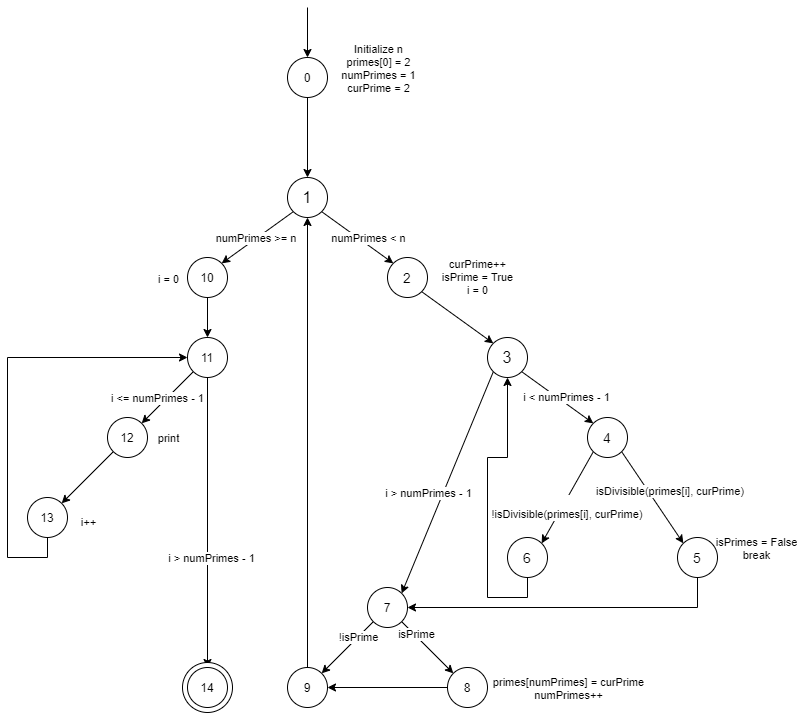 Initialize n
primes[0] = 2
numPrimes = 1
curPrime = 2
0
1
numPrimes >= n
numPrimes < n
i = 0
10
2
curPrime++
isPrime = True
i = 0
11
3
i <= numPrimes - 1
i < numPrimes - 1
12
print
4
i > numPrimes - 1
isDivisible(primes[i], curPrime)
!isDivisible(primes[i], curPrime)
13
i++
6
5
isPrimes = False
break
i > numPrimes - 1
7
!isPrime
isPrime
14
9
8
primes[numPrimes] = curPrime
numPrimes++